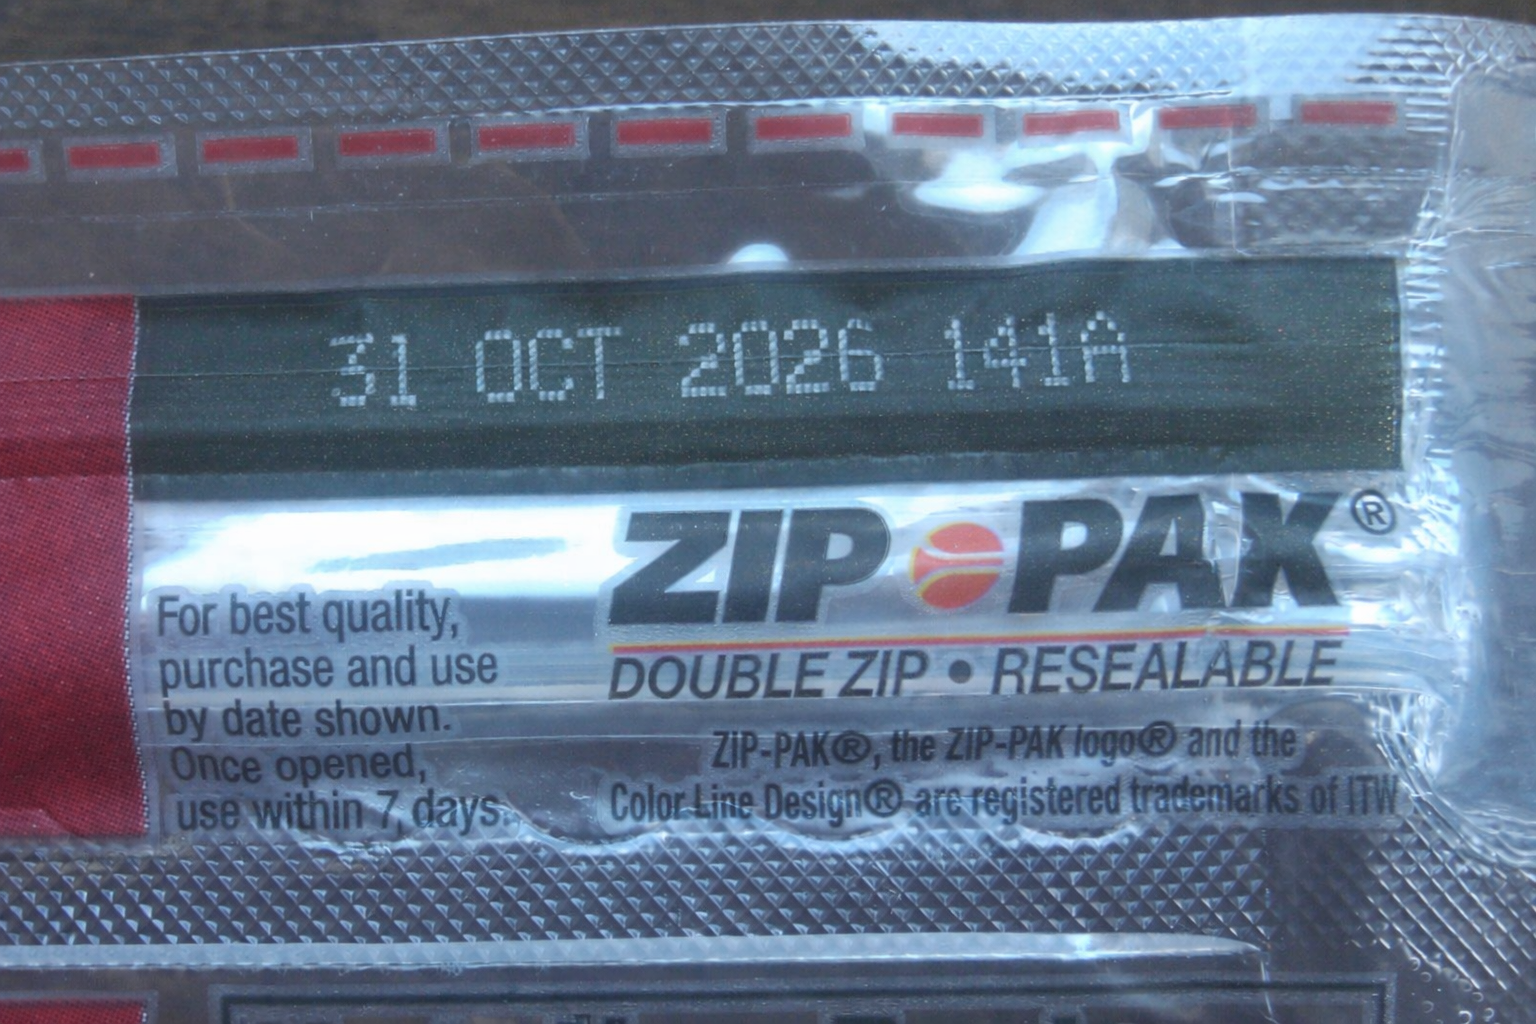 31 OCT 2026 141A
ZIP PAK®
DOUBLE ZIP • RESEALABLE
For best quality,
purchase and use
by date shown.
Once opened,
use within 7 days.
ZIP-PAK®, the ZIP-PAK logo® and the
Color Line Design® are registered trademarks of ITW